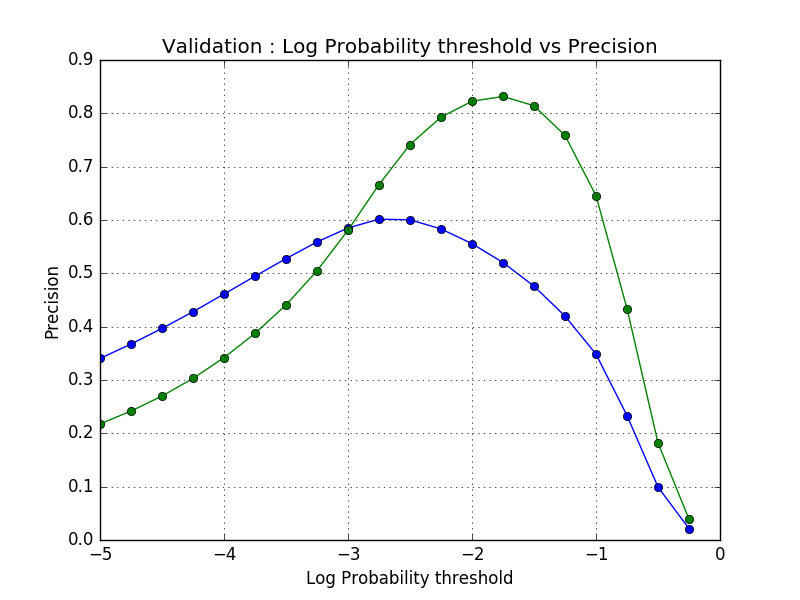 Validation : Log Probability threshold vs Precision
0.9
0.8
0.7
0.6
0.5
0.4
0.3
0.2
0.1
0.0
Precision
−5 −4 −3 −2 −1 0
Log Probability threshold